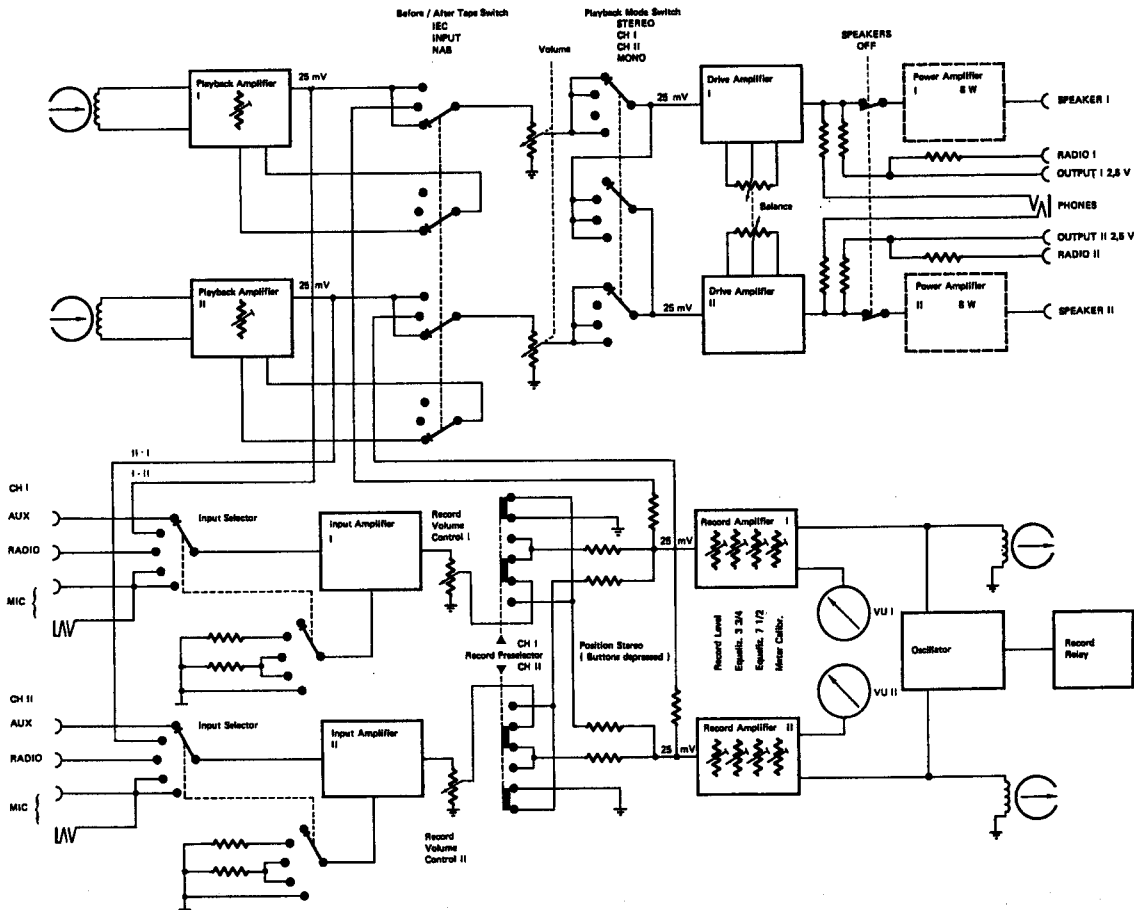 Before / After Tape Switch
IEC
INPUT
NAB
Playback Mode Switch
STEREO
CH I
CH II
MONO
Volume
SPEAKERS
OFF
Playback Amplifier
I
25 mV
25 mV
Drive Amplifier
I
Power Amplifier
I 8 W
SPEAKER I
RADIO I
OUTPUT I 2,5 V
PHONES
Balance
OUTPUT II 2,5 V
RADIO II
Playback Amplifier
II
25 mV
25 mV
Drive Amplifier
II
Power Amplifier
II 8 W
SPEAKER II
II - I
I - II
CH I
AUX
RADIO
MIC
Input Selector
Input Amplifier
I
Record
Volume
Control I
25 mV
Record Amplifier I
VU I
Record Level
Equaliz. 3 3/4
Equaliz. 7 1/2
Meter Calibr.
CH I
Record Preselector
CH II
Position Stereo
( Buttons depressed )
Oscillator
Record
Relay
VU II
CH II
AUX
RADIO
MIC
Input Selector
Input Amplifier
II
25 mV
Record Amplifier II
Record
Volume
Control II